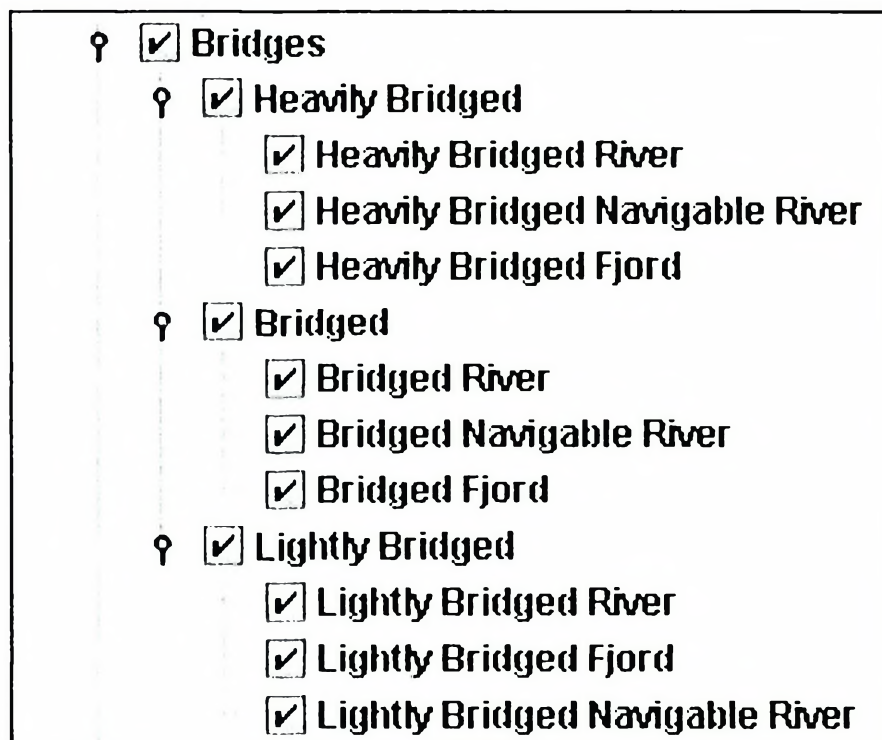 Bridges
Heavily Bridged
Heavily Bridged River
Heavily Bridged Navigable River
Heavily Bridged Fjord
Bridged
Bridged River
Bridged Navigable River
Bridged Fjord
Lightly Bridged
Lightly Bridged River
Lightly Bridged Fjord
Lightly Bridged Navigable River